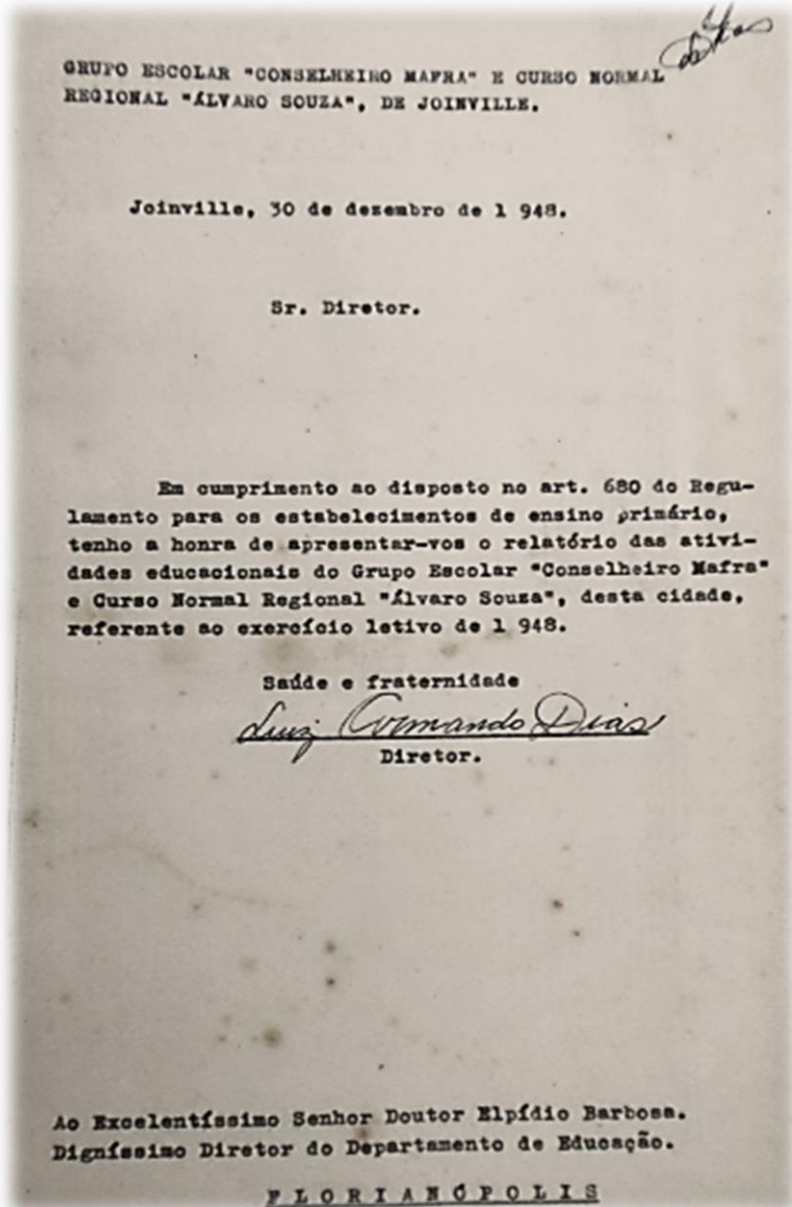 GRUPO ESCOLAR "CONSELHEIRO MAFRA" E CURSO NORMAL
REGIONAL "ÁLVARO SOUZA", DE JOINVILLE.
Joinville, 30 de dezembro de 1 948.
Sr. Diretor.
Em cumprimento ao disposto no art. 680 do Regu-
lamento para os estabelecimentos de ensino primário,
tenho a honra de apresentar-vos o relatório das ativi-
dades educacionais do Grupo Escolar "Conselheiro Mafra"
e Curso Normal Regional "Álvaro Souza", desta cidade,
referente ao exercício letivo de 1 948.
Saúde e fraternidade
Luiz Dias
Diretor.
Ao Excelentíssimo Senhor Doutor Elpídio Barbosa.
Digníssimo Diretor do Departamento de Educação.
FLORIANÓPOLIS